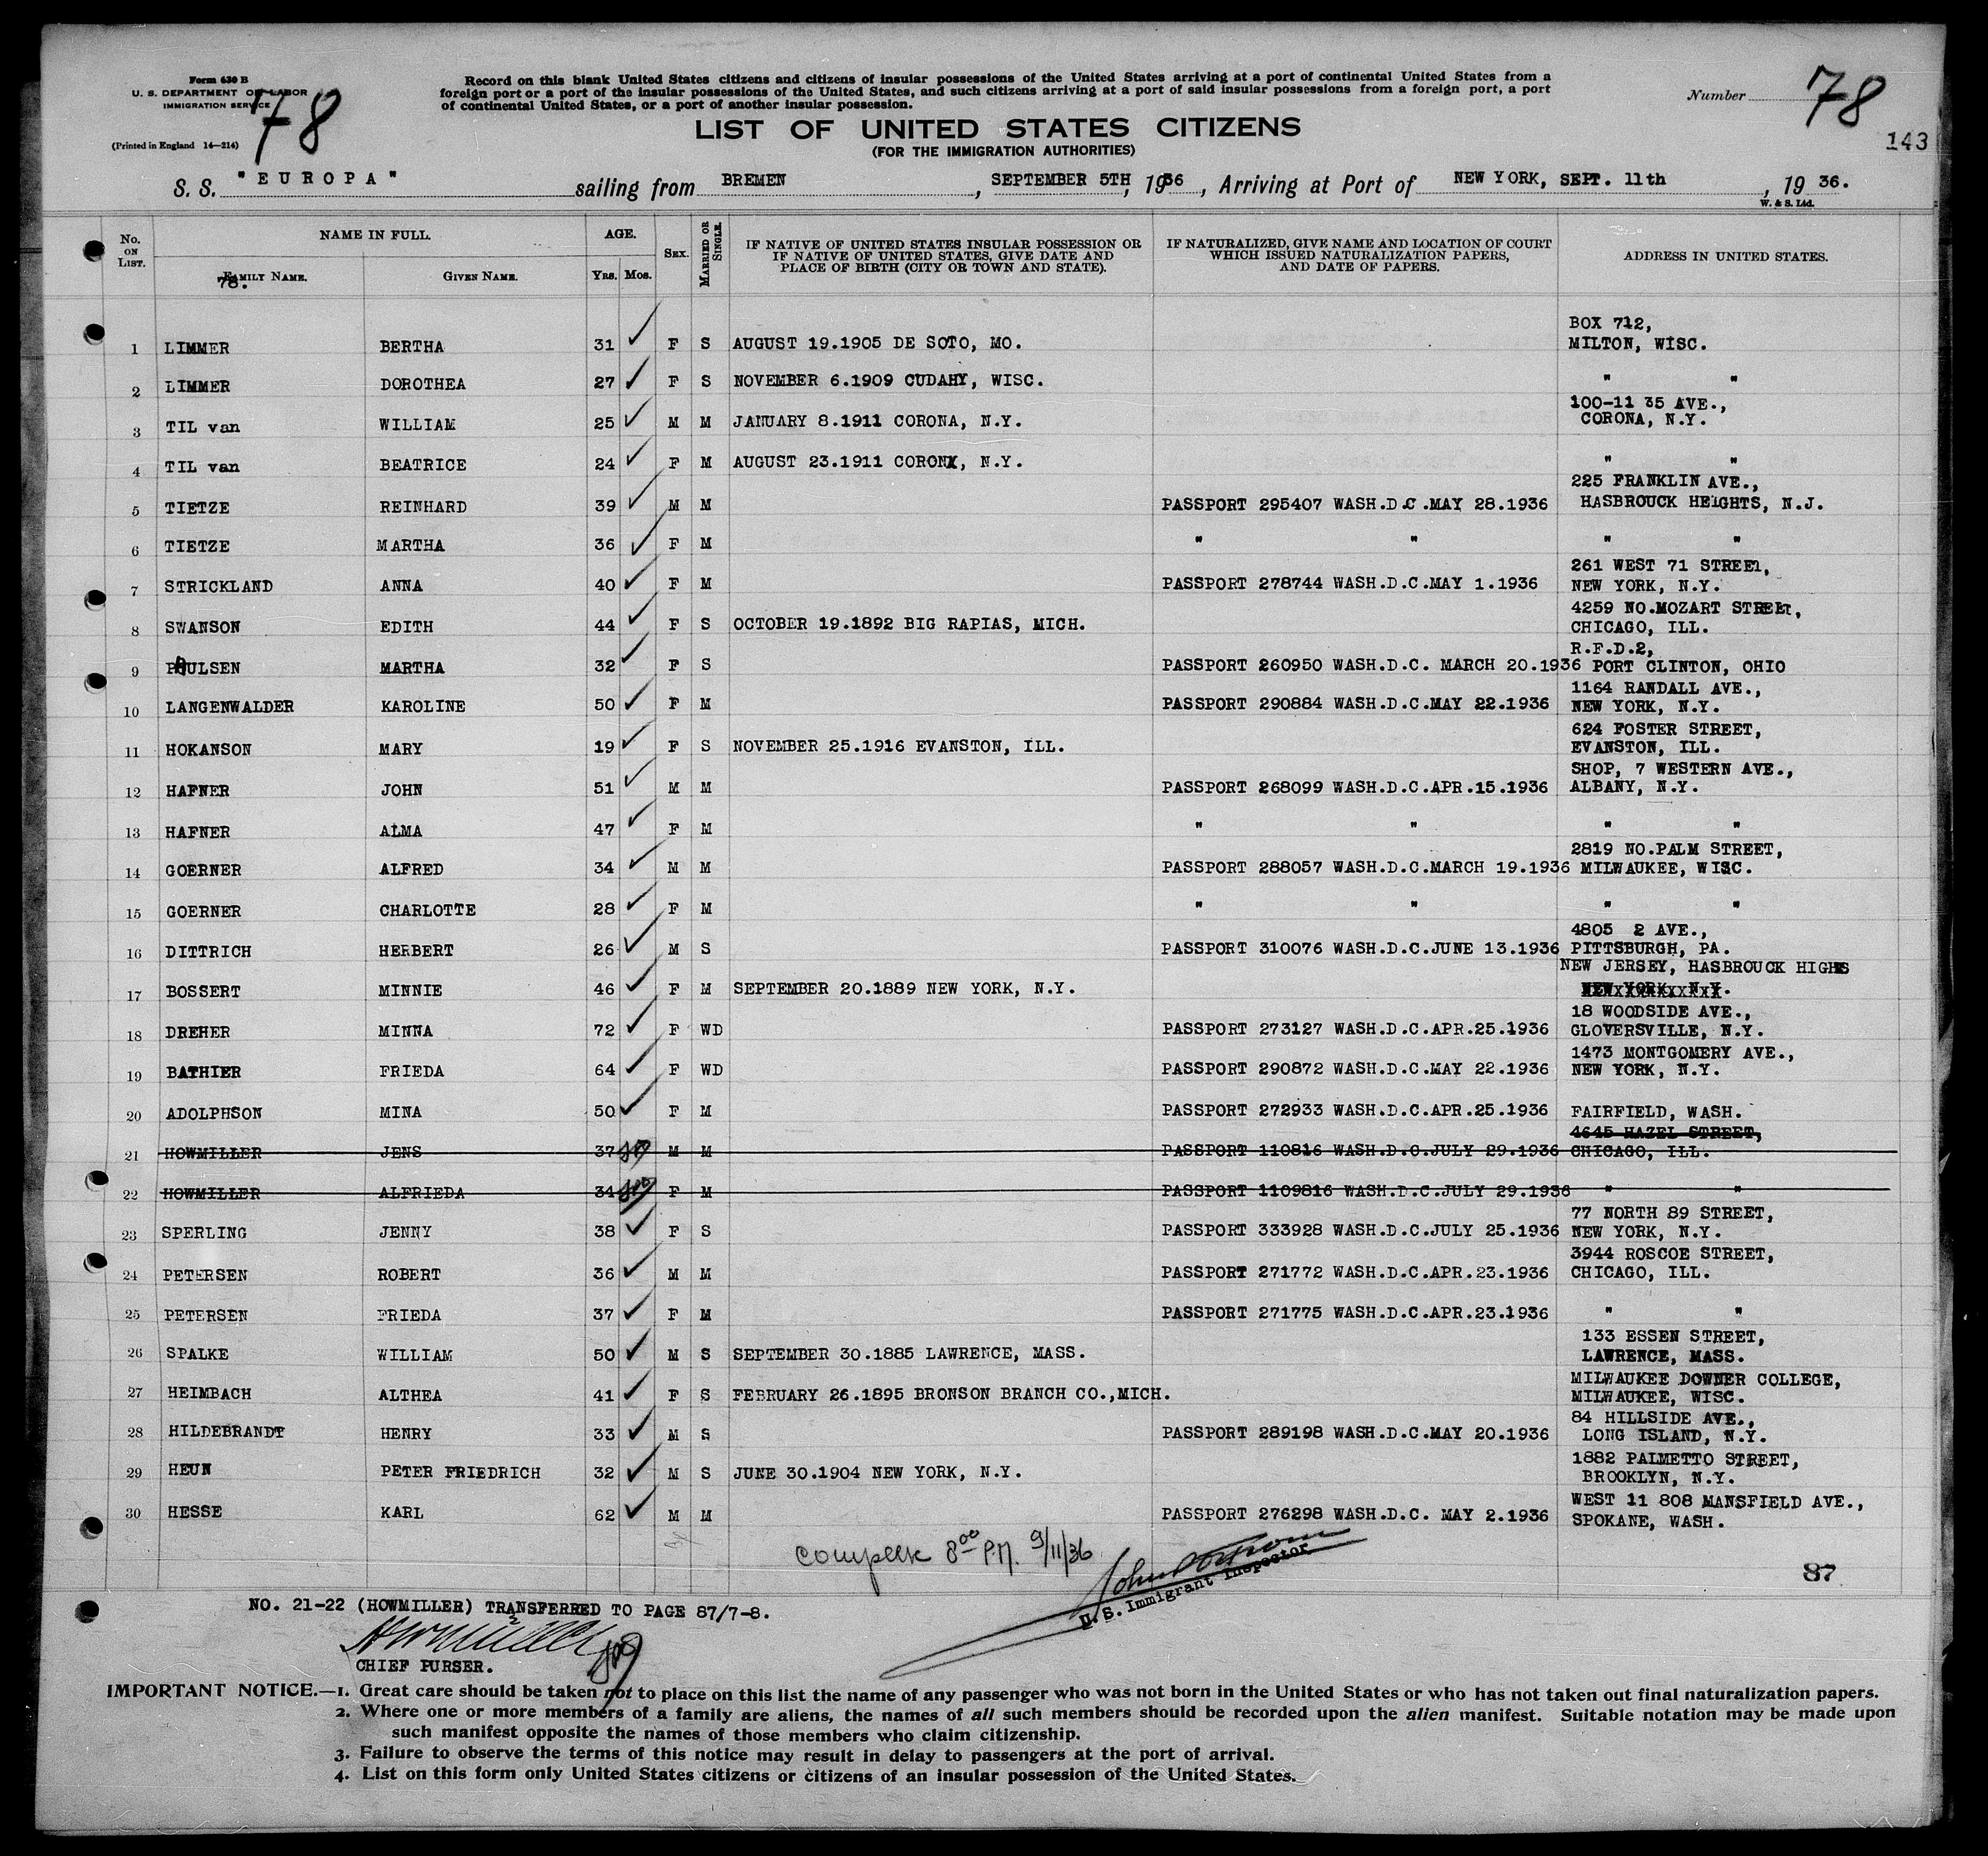 Form 630 B
U. S. DEPARTMENT OF LABOR
IMMIGRATION SERVICE
(Printed in England 14—214)
78
Record on this blank United States citizens and citizens of insular possessions of the United States arriving at a port of continental United States from a
foreign port or a port of the insular possessions of the United States, and such citizens arriving at a port of said insular possessions from a foreign port, a port
of continental United States, or a port of another insular possession.
Number 78
143
LIST OF UNITED STATES CITIZENS
(FOR THE IMMIGRATION AUTHORITIES)
S. S. "EUROPA" sailing from BREMEN, SEPTEMBER 5TH, 1936, Arriving at Port of NEW YORK, SEPT. 11th, 19 36.
W. & S. Ltd.
No. ON LIST. NAME IN FULL. AGE. SEX. MARRIED OR SINGLE. IF NATIVE OF UNITED STATES INSULAR POSSESSION OR IF NATIVE OF UNITED STATES, GIVE DATE AND PLACE OF BIRTH (CITY OR TOWN AND STATE). IF NATURALIZED, GIVE NAME AND LOCATION OF COURT WHICH ISSUED NATURALIZATION PAPERS, AND DATE OF PAPERS. ADDRESS IN UNITED STATES.
FAMILY NAME. GIVEN NAME. YRS. MOS.
78.
BOX 712,
1 LIMMER BERTHA 31 F S AUGUST 19.1905 DE SOTO, MO. MILTON, WISC.
2 LIMMER DOROTHEA 27 F S NOVEMBER 6.1909 CUDAHY, WISC. " "
100-11 35 AVE.,
3 TIL van WILLIAM 25 M M JANUARY 8.1911 CORONA, N.Y. CORONA, N.Y.
4 TIL van BEATRICE 24 F M AUGUST 23.1911 CORONA, N.Y. " "
225 FRANKLIN AVE.,
5 TIETZE REINHARD 39 M M PASSPORT 295407 WASH.D.C.MAY 28.1936 HASBROUCK HEIGHTS, N.J.
6 TIETZE MARTHA 36 F M " " " "
261 WEST 71 STREET,
7 STRICKLAND ANNA 40 F M PASSPORT 278744 WASH.D.C.MAY 1.1936 NEW YORK, N.Y.
4259 NO.MOZART STREET,
8 SWANSON EDITH 44 F S OCTOBER 19.1892 BIG RAPIAS, MICH. CHICAGO, ILL.
R.F.D.2,
9 PAULSEN MARTHA 32 F S PASSPORT 260950 WASH.D.C. MARCH 20.1936 PORT CLINTON, OHIO
1164 RANDALL AVE.,
10 LANGENWALDER KAROLINE 50 F M PASSPORT 290884 WASH.D.C.MAY 22.1936 NEW YORK, N.Y.
624 FOSTER STREET,
11 HOKANSON MARY 19 F S NOVEMBER 25.1916 EVANSTON, ILL. EVANSTON, ILL.
SHOP, 7 WESTERN AVE.,
12 HAFNER JOHN 51 M M PASSPORT 268099 WASH.D.C.APR.15.1936 ALBANY, N.Y.
13 HAFNER ALMA 47 F M " " " "
2819 NO.PALM STREET,
14 GOERNER ALFRED 34 M M PASSPORT 288057 WASH.D.C.MARCH 19.1936 MILWAUKEE, WISC.
15 GOERNER CHARLOTTE 28 F M " " " "
4805 2 AVE.,
16 DITTRICH HERBERT 26 M S PASSPORT 310076 WASH.D.C.JUNE 13.1936 PITTSBURGH, PA.
NEW JERSEY, HASBROUCK HIGHS
17 BOSSERT MINNIE 46 F M SEPTEMBER 20.1889 NEW YORK, N.Y. NEW YORK, N.Y.
18 WOODSIDE AVE.,
18 DREHER MINNA 72 F WD PASSPORT 273127 WASH.D.C.APR.25.1936 GLOVERSVILLE, N.Y.
1473 MONTGOMERY AVE.,
19 BATHIER FRIEDA 64 F WD PASSPORT 290872 WASH.D.C.MAY 22.1936 NEW YORK, N.Y.
20 ADOLPHSON MINA 50 F M PASSPORT 272933 WASH.D.C.APR.25.1936 FAIRFIELD, WASH.
4645 HAZEL STREET,
21 HOWMILLER JENS 37 M M PASSPORT 110816 WASH.D.C.JULY 29.1936 CHICAGO, ILL.
22 HOWMILLER ALFRIEDA 34 F M PASSPORT 1109816 WASH.D.C.JULY 29.1936 " "
77 NORTH 89 STREET,
23 SPERLING JENNY 38 F S PASSPORT 333928 WASH.D.C.JULY 25.1936 NEW YORK, N.Y.
3944 ROSCOE STREET,
24 PETERSEN ROBERT 36 M M PASSPORT 271772 WASH.D.C.APR.23.1936 CHICAGO, ILL.
25 PETERSEN FRIEDA 37 F M PASSPORT 271775 WASH.D.C.APR.23.1936 " "
133 ESSEN STREET,
26 SPALKE WILLIAM 50 M S SEPTEMBER 30.1885 LAWRENCE, MASS. LAWRENCE, MASS.
MILWAUKEE DOWNER COLLEGE,
27 HEIMBACH ALTHEA 41 F S FEBRUARY 26.1895 BRONSON BRANCH CO.,MICH. MILWAUKEE, WISC.
84 HILLSIDE AVE.,
28 HILDEBRANDT HENRY 33 M S PASSPORT 289198 WASH.D.C.MAY 20.1936 LONG ISLAND, N.Y.
1882 PALMETTO STREET,
29 HEUN PETER FRIEDRICH 32 M S JUNE 30.1904 NEW YORK, N.Y. BROOKLYN, N.Y.
WEST 11 808 MANSFIELD AVE.,
30 HESSE KARL 62 M M PASSPORT 276298 WASH.D.C. MAY 2.1936 SPOKANE, WASH.
8 00 P.M. 9/11/36
U. S. Immigrant Inspector
87
NO. 21-22 (HOWMILLER) TRANSFERRED TO PAGE 87/7-8.
CHIEF PURSER.
IMPORTANT NOTICE.—1. Great care should be taken not to place on this list the name of any passenger who was not born in the United States or who has not taken out final naturalization papers.
2. Where one or more members of a family are aliens, the names of all such members should be recorded upon the alien manifest. Suitable notation may be made upon
such manifest opposite the names of those members who claim citizenship.
3. Failure to observe the terms of this notice may result in delay to passengers at the port of arrival.
4. List on this form only United States citizens or citizens of an insular possession of the United States.